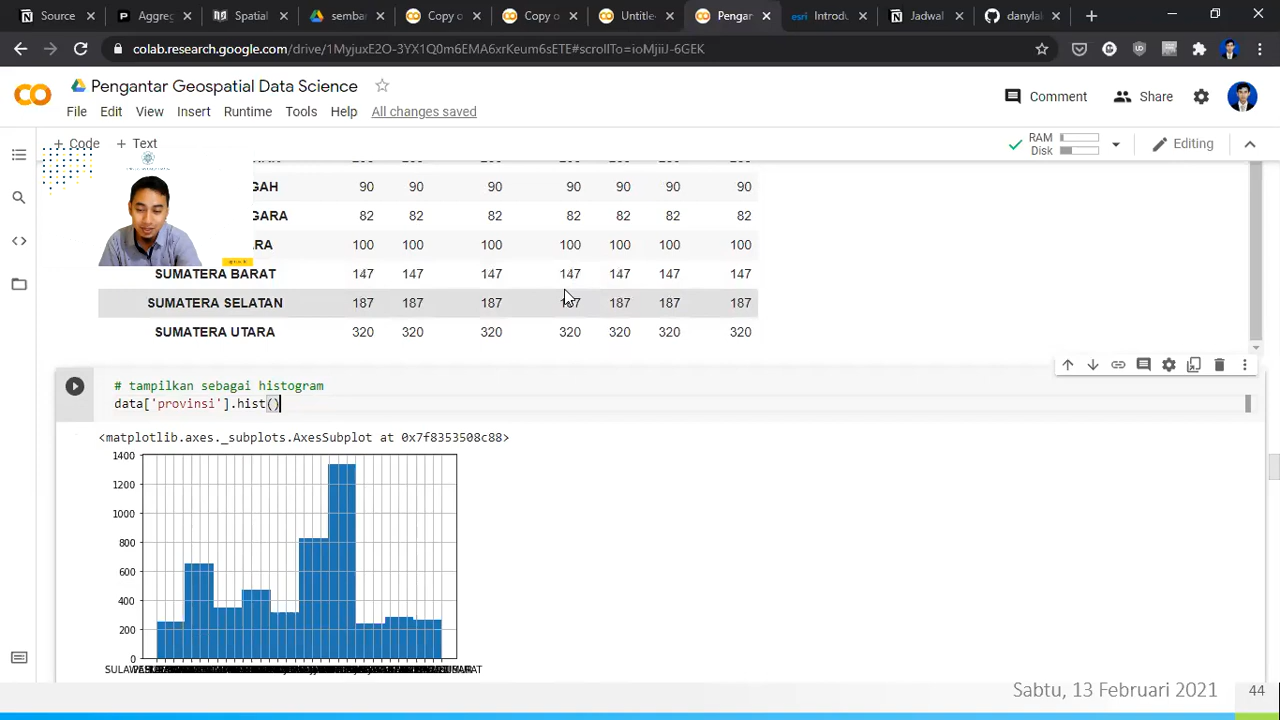 Source
Aggreg
Spatial
semba
Copy o
Copy o
Untitle
Pengar
Introdu
Jadwal
danylal
colab.research.google.com/drive/1MyjuxE2O-3YX1Q0m6EMA6xrKeum6sETE#scrollTo=ioMjiiJ-6GEK
Pengantar Geospatial Data Science
File Edit View Insert Runtime Tools Help All changes saved
Comment Share
+ Code + Text
RAM
Disk
Editing
GAH 90 90 90 90 90 90 90
GARA 82 82 82 82 82 82 82
RA 100 100 100 100 100 100 100
SUMATERA BARAT 147 147 147 147 147 147 147
SUMATERA SELATAN 187 187 187 187 187 187
SUMATERA UTARA 320 320 320 320 320 320 320
# tampilkan sebagai histogram
data['provinsi'].hist()
<matplotlib.axes._subplots.AxesSubplot at 0x7f8353508c88>
1400
1200
1000
800
600
400
200
0
Sabtu, 13 Februari 2021
44